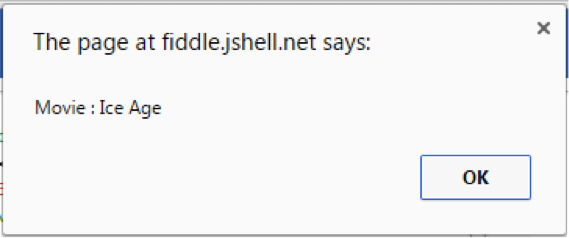 The page at fiddle.jshell.net says:
Movie : Ice Age
OK